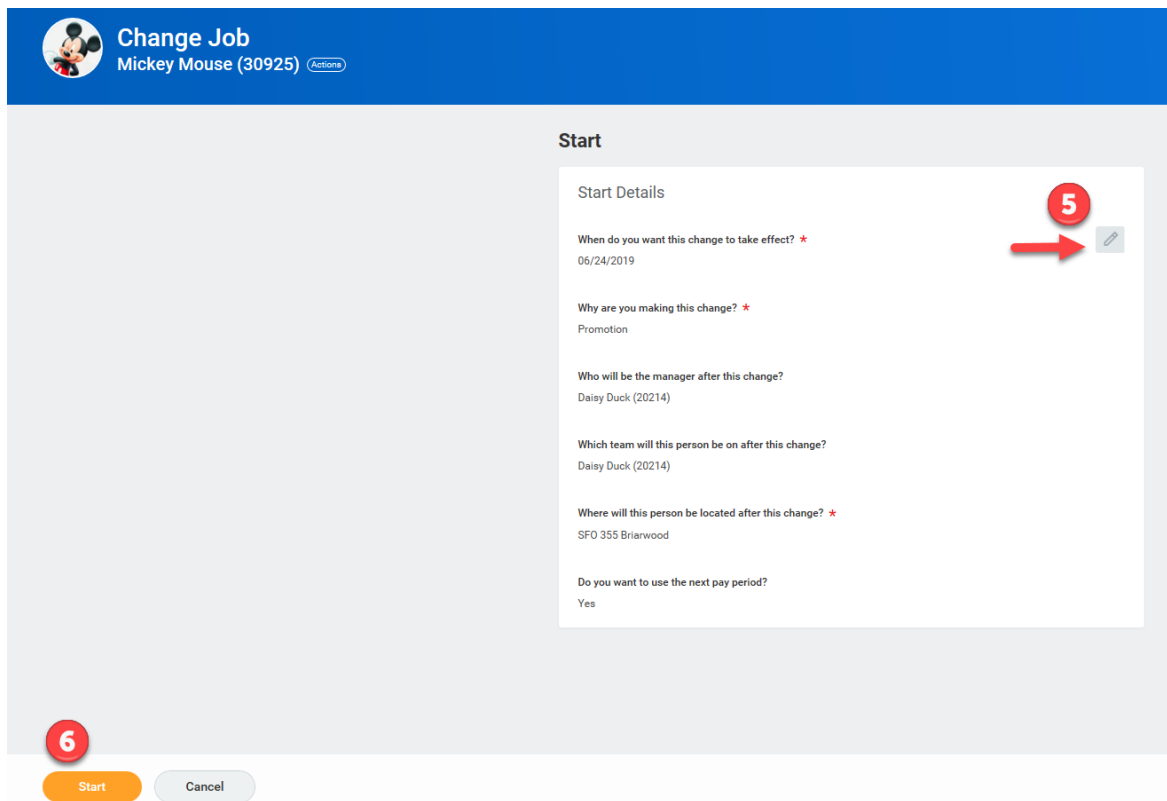 Change Job
Mickey Mouse (30925) Actions
Start
Start Details
5
When do you want this change to take effect? *
06/24/2019
Why are you making this change? *
Promotion
Who will be the manager after this change?
Daisy Duck (20214)
Which team will this person be on after this change?
Daisy Duck (20214)
Where will this person be located after this change? *
SFO 355 Briarwood
Do you want to use the next pay period?
Yes
6
Start Cancel